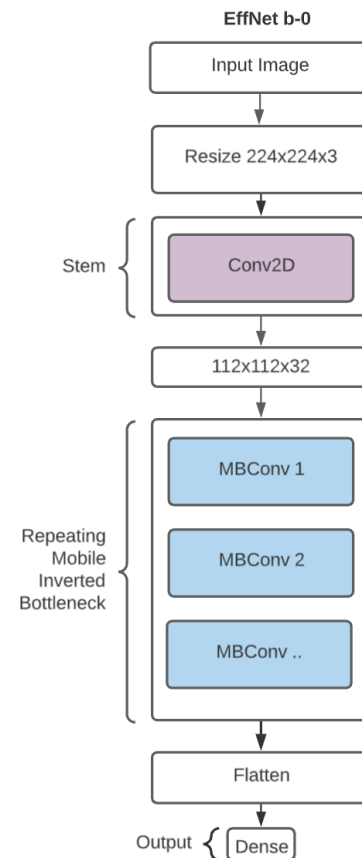 EffNet b-0
Input Image
Resize 224x224x3
Stem
Conv2D
112x112x32
Repeating
Mobile
Inverted
Bottleneck
MBConv 1
MBConv 2
MBConv ..
Flatten
Output
Dense